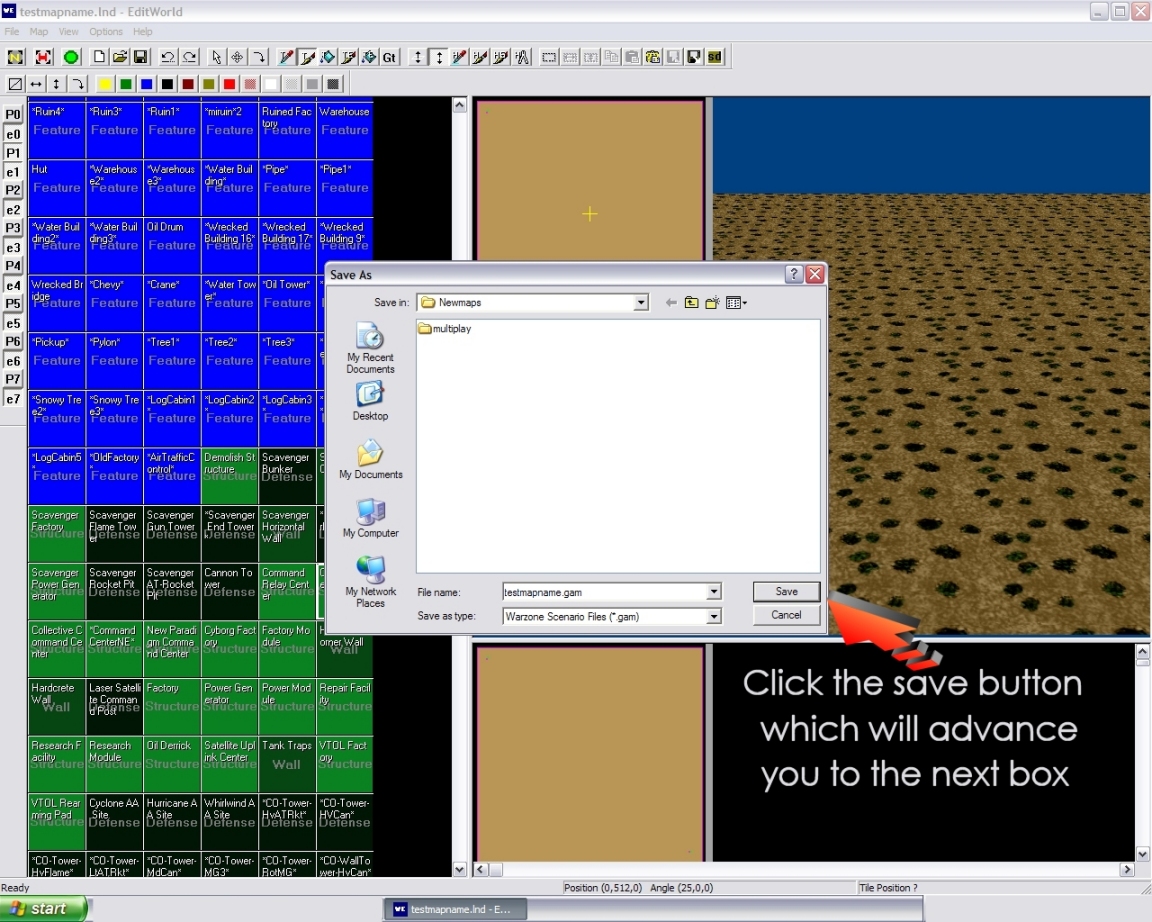 testmapname.lnd - EditWorld
File Map View Options Help
Gt
sd
P0
e0
P1
e1
P2
e2
P3
e3
P4
e4
P5
e5
P6
e6
P7
e7
*Ruin4* Feature
*Ruin3* Feature
*Ruin1* Feature
*miruin*2 Feature
Ruined Factory Feature
Warehouse Feature
Hut Feature
*Warehouse2* Feature
*Warehouse3* Feature
*Water Building* Feature
*Pipe* Feature
*Pipe1* Feature
*Water Building2* Feature
*Water Building3* Feature
Oil Drum Feature
*Wrecked Building 16* Feature
*Wrecked Building 17* Feature
*Wrecked Building 9* Feature
Wrecked Bridge Feature
*Chevy* Feature
*Crane* Feature
*Water Tower* Feature
*Oil Tower* Feature
*Pickup* Feature
*Pylon* Feature
*Tree1* Feature
*Tree2* Feature
*Tree3* Feature
*Snowy Tree2* Feature
*Snowy Tree3* Feature
*LogCabin1* Feature
*LogCabin2* Feature
*LogCabin3* Feature
*LogCabin5* Feature
*OldFactory* Feature
*AirTrafficControl* Feature
Demolish Structure Structure
Scavenger Bunker Defense
Scavenger Factory Structure
Scavenger Flame Tower Defense
Scavenger Gun Tower Defense
*Scavenger End Tower* Defense
Scavenger Horizontal Wall Wall
Scavenger Power Generator Structure
Scavenger Rocket Pit Defense
Scavenger AT-Rocket Pit Defense
Cannon Tower Defense
Command Relay Center Structure
Collective Command Center Structure
*Command CenterNE* Structure
New Paradigm Command Center Structure
Cyborg Factory Structure
Factory Module Structure
orner Wall Wall
Hardcrete Wall Wall
Laser Satellite Command Post Defense
Factory Structure
Power Generator Structure
Power Module Structure
Repair Facility Structure
Research Facility Structure
Research Module Structure
Oil Derrick Structure
Satellite Uplink Center Structure
Tank Traps Wall
VTOL Factory Structure
VTOL Rearming Pad Structure
Cyclone AA Site Defense
Hurricane AA Site Defense
Whirlwind AA Site Defense
*CO-Tower-HvATRkt* Defense
*CO-Tower-HVCan* Defense
*CO-Tower-HvFlame*
*CO-Tower-LtATRkt*
*CO-Tower-MdCan*
*CO-Tower-MG3*
*CO-Tower-RotMG*
*CO-WallTower-HvCan*
Save As
Save in: Newmaps
multiplay
My Recent Documents
Desktop
My Documents
My Computer
My Network Places
File name: testmapname.gam Save
Save as type: Warzone Scenario Files (*.gam) Cancel
Click the save button
which will advance
you to the next box
Ready Position (0,512,0) Angle (25,0,0) Tile Position ?
start testmapname.lnd - E...